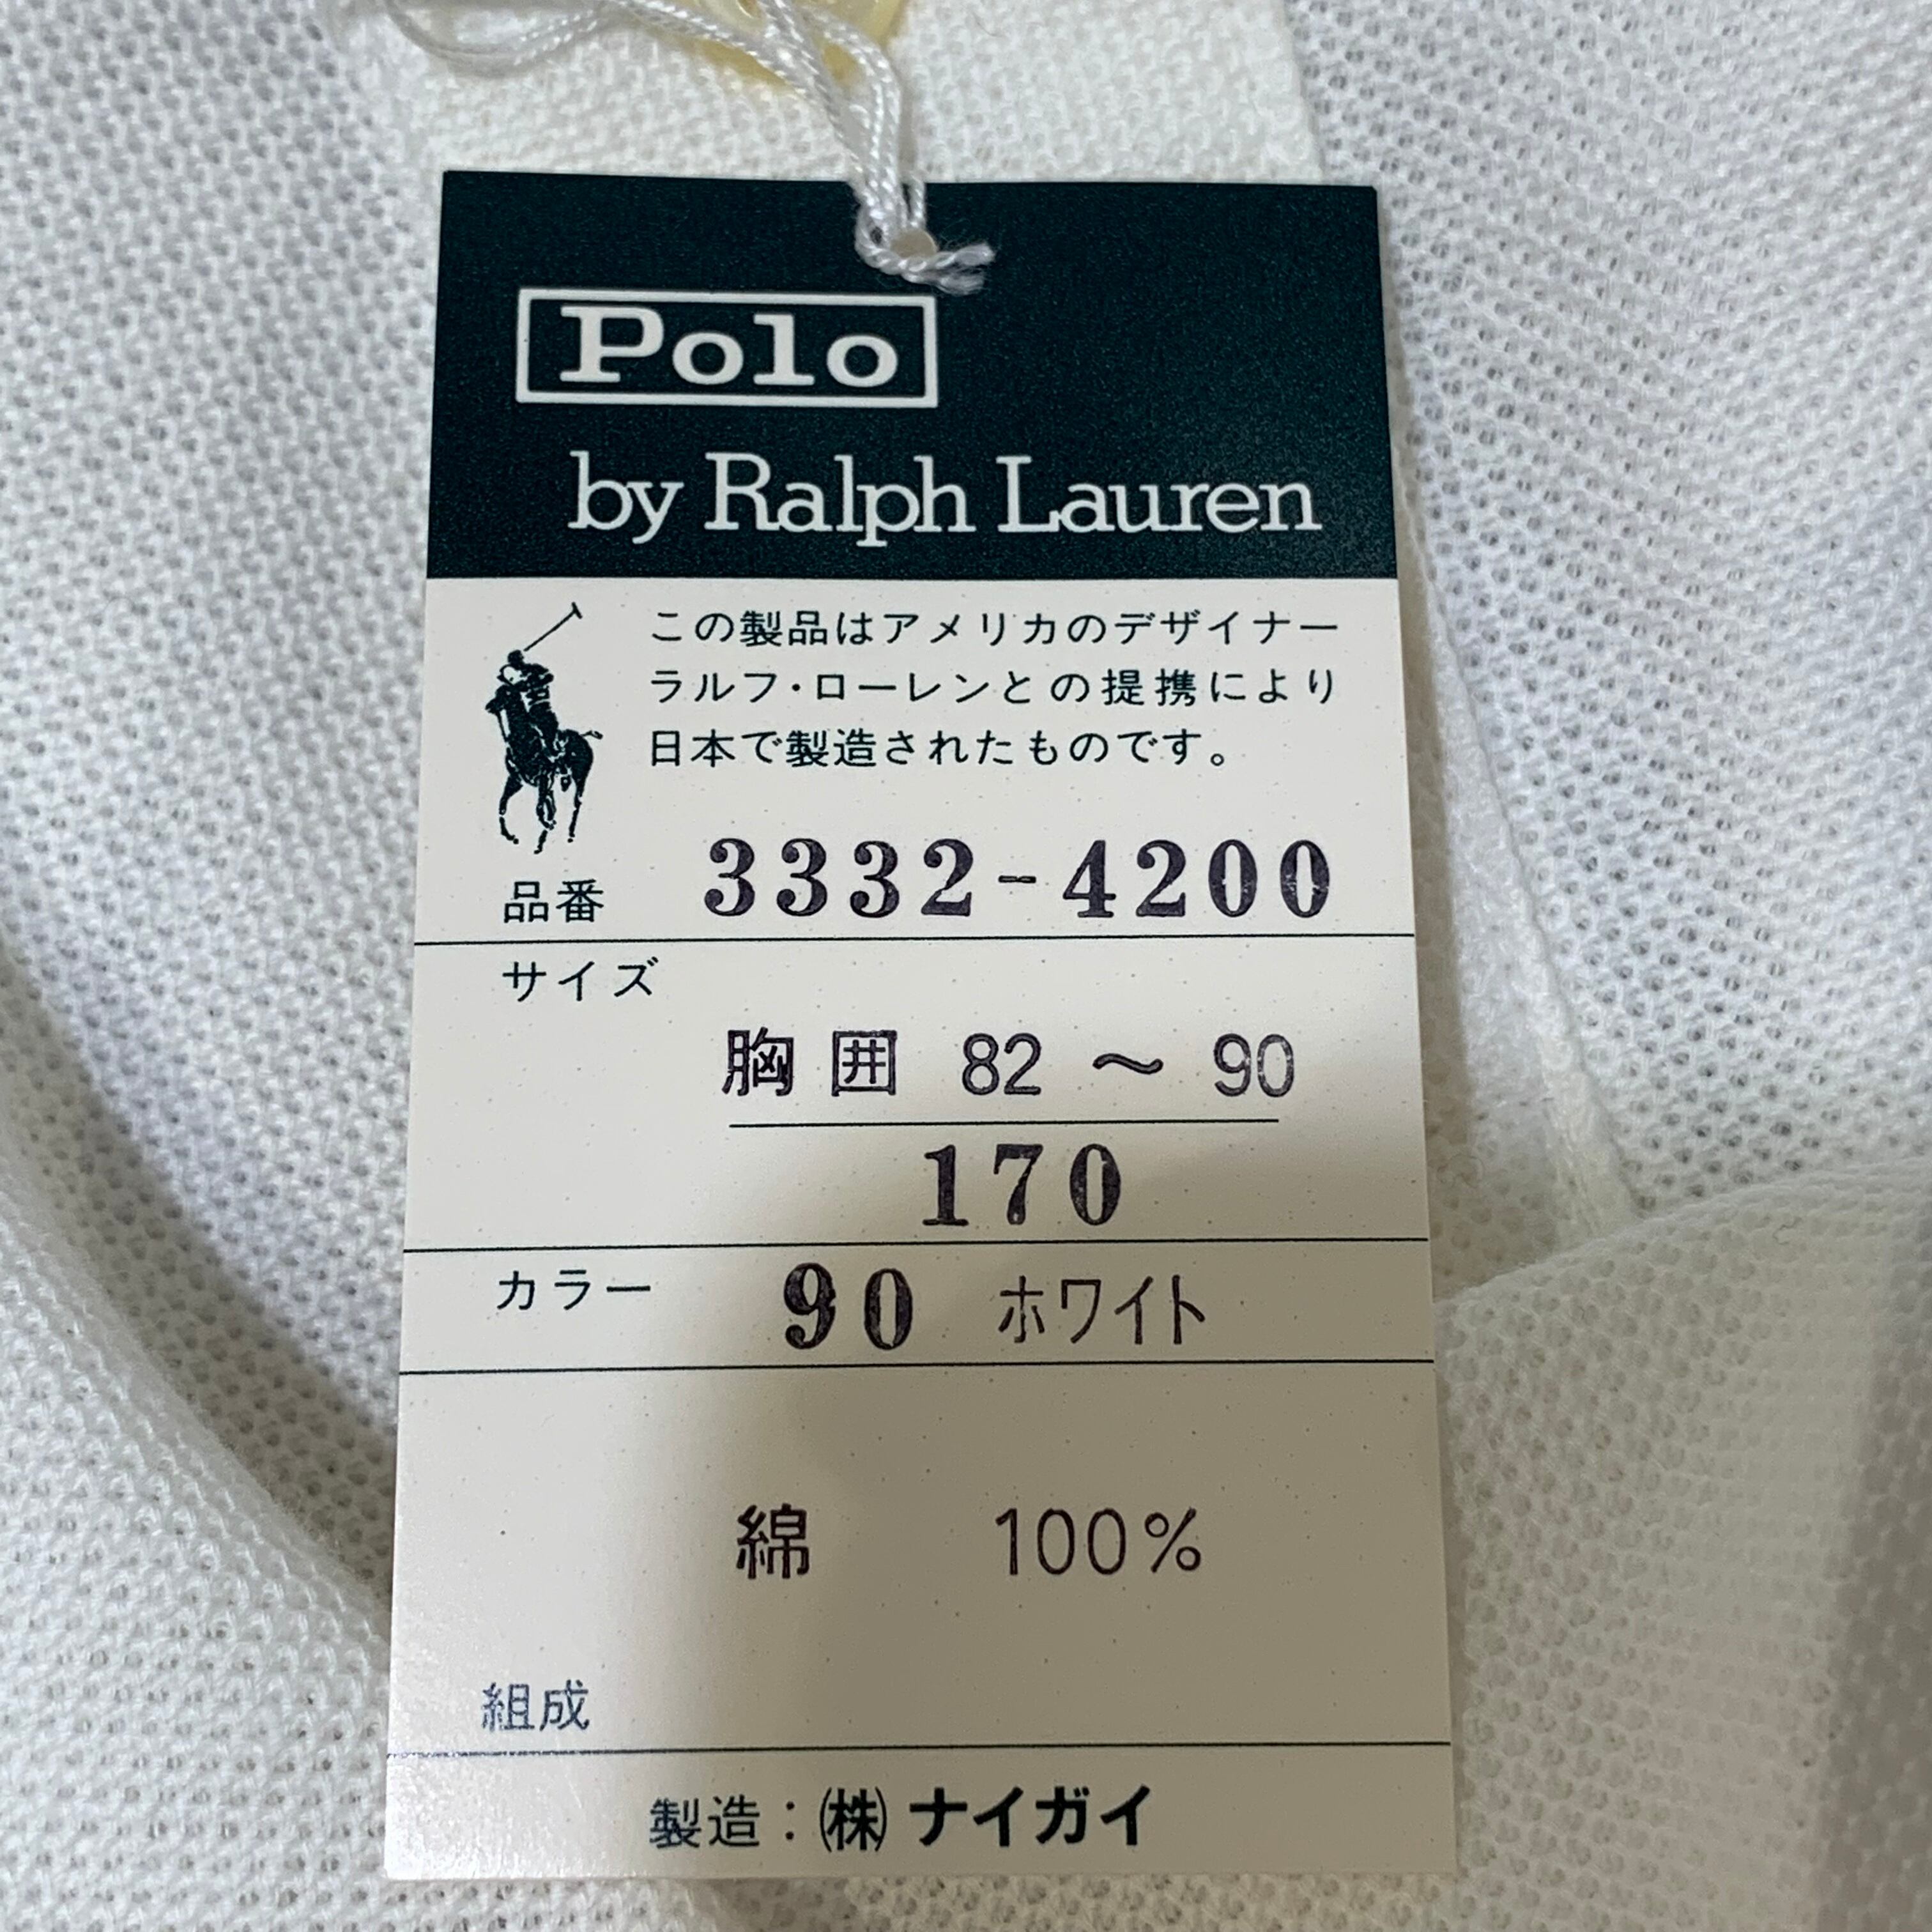 Polo
by Ralph Lauren
この製品はアメリカのデザイナー
ラルフ・ローレンとの提携により
日本で製造されたものです。
品番 3332-4200
サイズ
胸囲 82 〜 90
170
カラー 90 ホワイト
綿 100%
組成
製造：㈱ ナイガイ